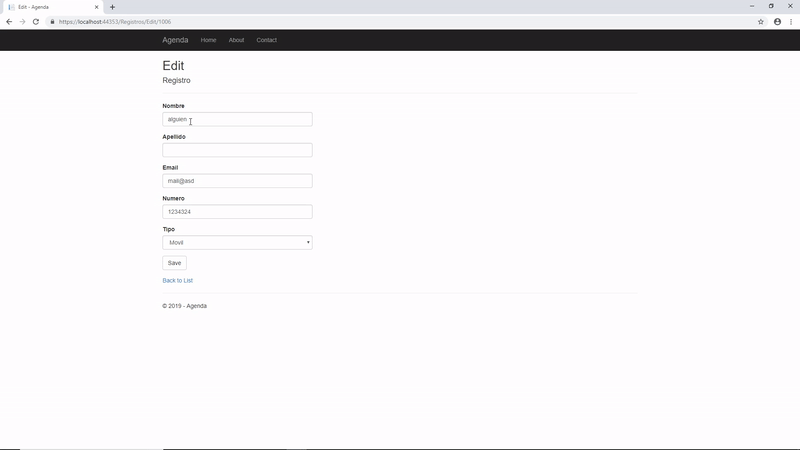 Edit - Agenda
https://localhost:44353/Registros/Edit/1006
Agenda Home About Contact
Edit
Registro
Nombre
alguien
Apellido
Email
mail@asd
Numero
1234324
Tipo
Movil
Save
Back to List
© 2019 - Agenda